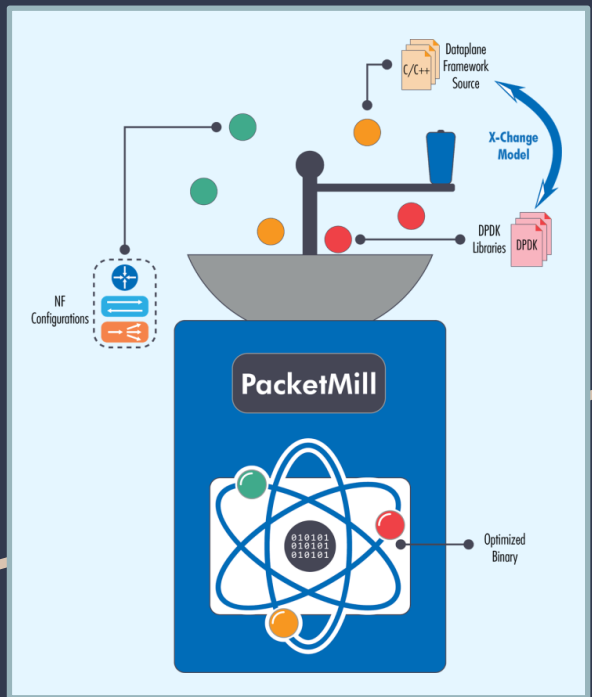 Dataplane
Framework
Source
C/C++
X-Change
Model
DPDK
Libraries
DPDK
NF
Configurations
PacketMill
010101
010101
010101
Optimized
Binary